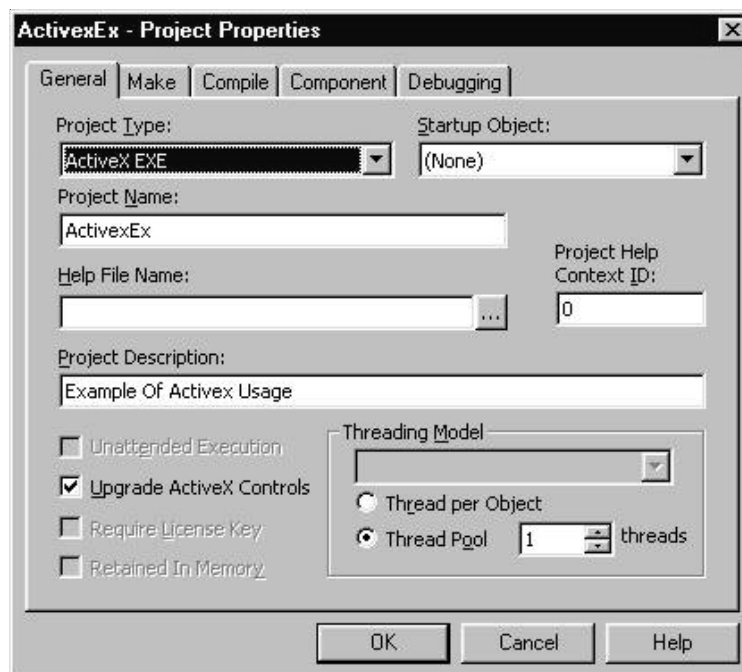 ActivexEx - Project Properties
General Make Compile Component Debugging
Project Type: Startup Object:
ActiveX EXE (None)
Project Name:
ActivexEx
Project Help
Context ID:
Help File Name:
... 0
Project Description:
Example Of Activex Usage
Unattended Execution
Upgrade ActiveX Controls
Require License Key
Retained In Memory
Threading Model
Thread per Object
Thread Pool 1 threads
OK Cancel Help